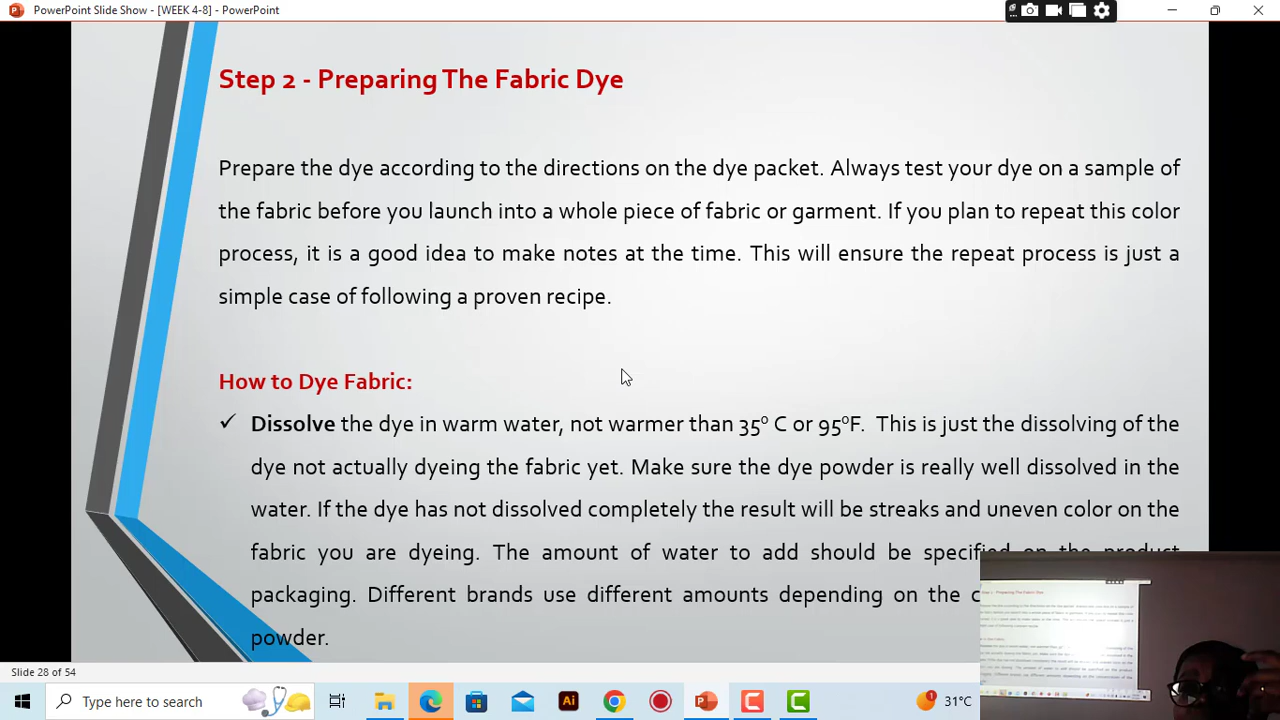 PowerPoint Slide Show - [WEEK 4-8] - PowerPoint
Step 2 - Preparing The Fabric Dye
Prepare the dye according to the directions on the dye packet. Always test your dye on a sample of
the fabric before you launch into a whole piece of fabric or garment. If you plan to repeat this color
process, it is a good idea to make notes at the time. This will ensure the repeat process is just a
simple case of following a proven recipe.
How to Dye Fabric:
✓ Dissolve the dye in warm water, not warmer than 35⁰ C or 95⁰F. This is just the dissolving of the
dye not actually dyeing the fabric yet. Make sure the dye powder is really well dissolved in the
water. If the dye has not dissolved completely the result will be streaks and uneven color on the
fabric you are dyeing. The amount of water to add should be specified on the product
packaging. Different brands use different amounts depending on the
powder.
Slide 28 of 54
Type here to search
Ai
1
31°C